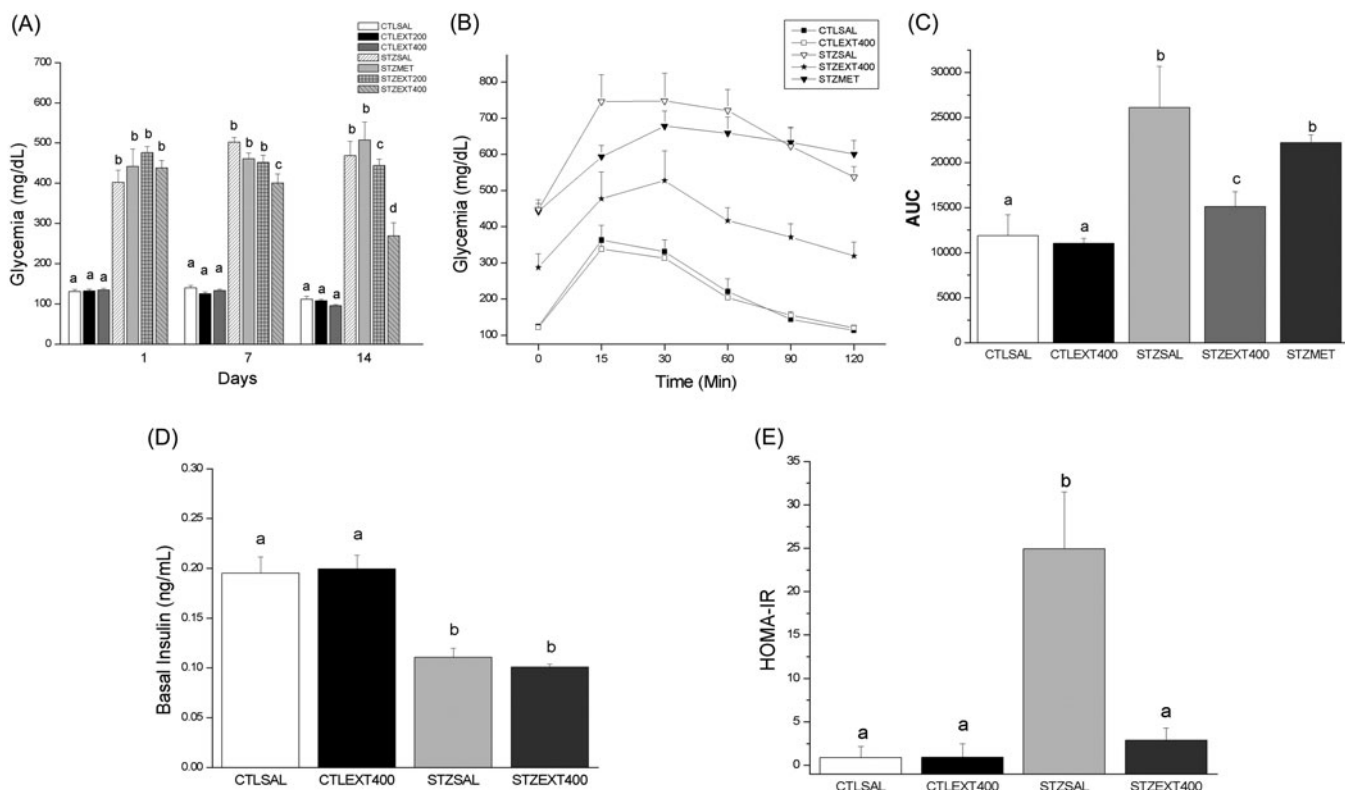 (A)
CTLSAL
CTLEXT200
CTLEXT400
STZSAL
STZMET
STZEXT200
STZEXT400
Glycemia (mg/dL)
700
600
500
400
300
200
100
0
a a a b b b b
a a a b b b c
a a a b b c d
1 7 14
Days
(B)
CTLSAL
CTLEXT400
STZSAL
STZEXT400
STZMET
Glycemia (mg/dL)
800
700
600
500
400
300
200
100
0 15 30 60 90 120
Time (Min)
(C)
AUC
30000
25000
20000
15000
10000
5000
0
a a b c b
CTLSAL CTLEXT400 STZSAL STZEXT400 STZMET
(D)
Basal Insulin (ng/mL)
0.30
0.25
0.20
0.15
0.10
0.05
0.00
a a b b
CTLSAL CTLEXT400 STZSAL STZEXT400
(E)
HOMA-IR
35
30
25
20
15
10
5
0
a a b a
CTLSAL CTLEXT400 STZSAL STZEXT400